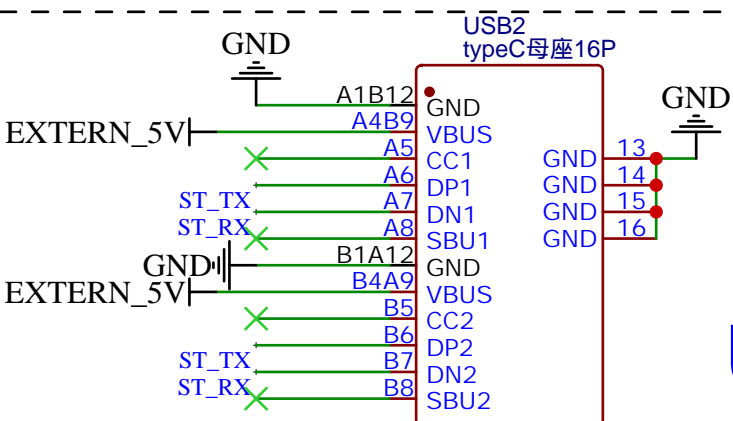 USB2
typeC母座16P
GND
A1B12
GND
GND
EXTERN_5V
A4B9
VBUS
A5
CC1
GND
13
A6
DP1
GND
14
ST_TX
A7
DN1
GND
15
ST_RX
A8
SBU1
GND
16
GND
B1A12
GND
EXTERN_5V
B4A9
VBUS
B5
CC2
B6
DP2
ST_TX
B7
DN2
ST_RX
B8
SBU2